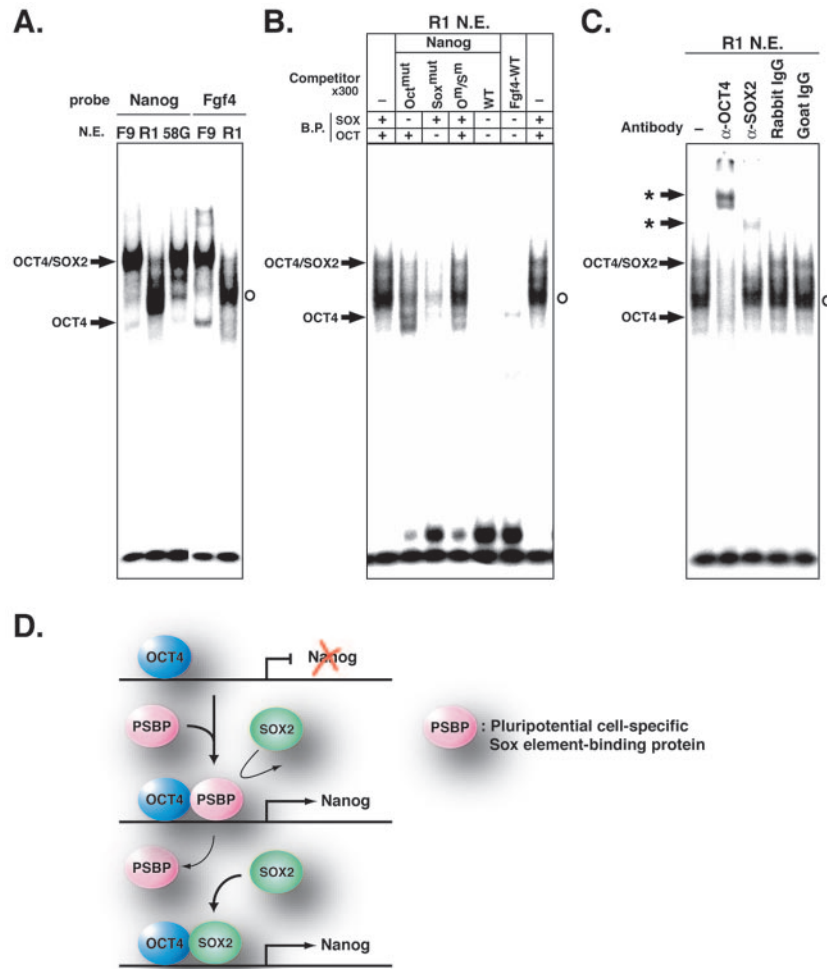 A.
probe Nanog Fgf4
N.E. F9 R1 58G F9 R1
OCT4/SOX2
OCT4
O
B.
R1 N.E.
Nanog
Competitor x300
– Oct^mut Sox^mut O^m/S^m WT Fgf4-WT –
B.P. SOX + - + + - - +
OCT + + - + - - +
OCT4/SOX2
OCT4
O
C.
R1 N.E.
Antibody – α-OCT4 α-SOX2 Rabbit IgG Goat IgG
*
*
OCT4/SOX2
OCT4
O
D.
OCT4 Nanog
PSBP SOX2
OCT4 PSBP Nanog
PSBP SOX2
OCT4 SOX2 Nanog
PSBP : Pluripotential cell-specific
Sox element-binding protein